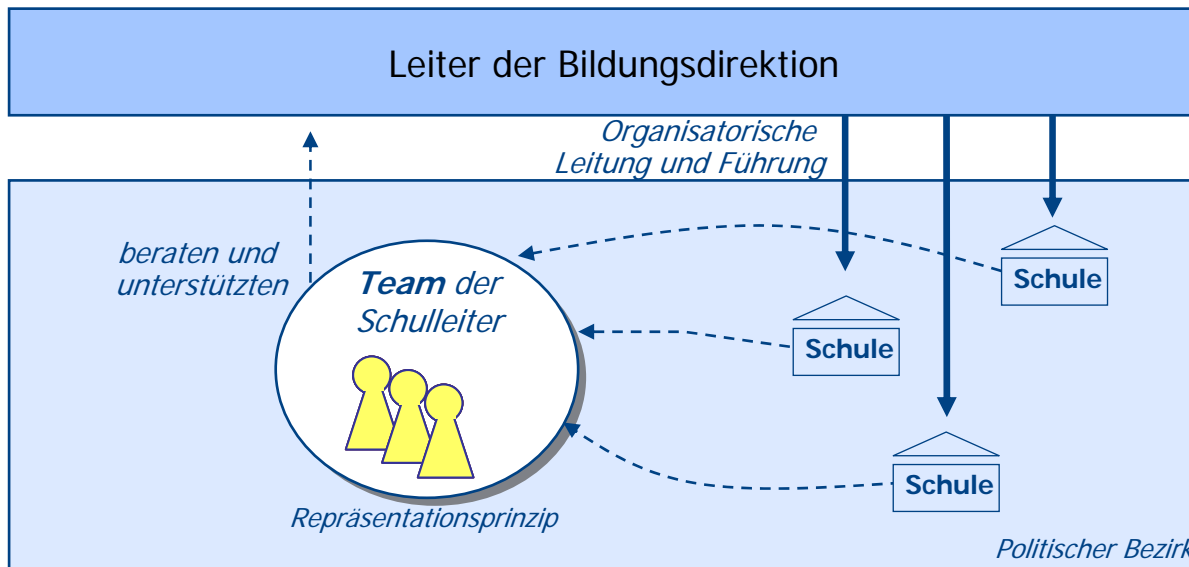 Leiter der Bildungsdirektion
Organisatorische
Leitung und Führung
beraten und
unterstützten
Team der
Schulleiter
Schule
Schule
Schule
Repräsentationsprinzip
Politischer Bezirk